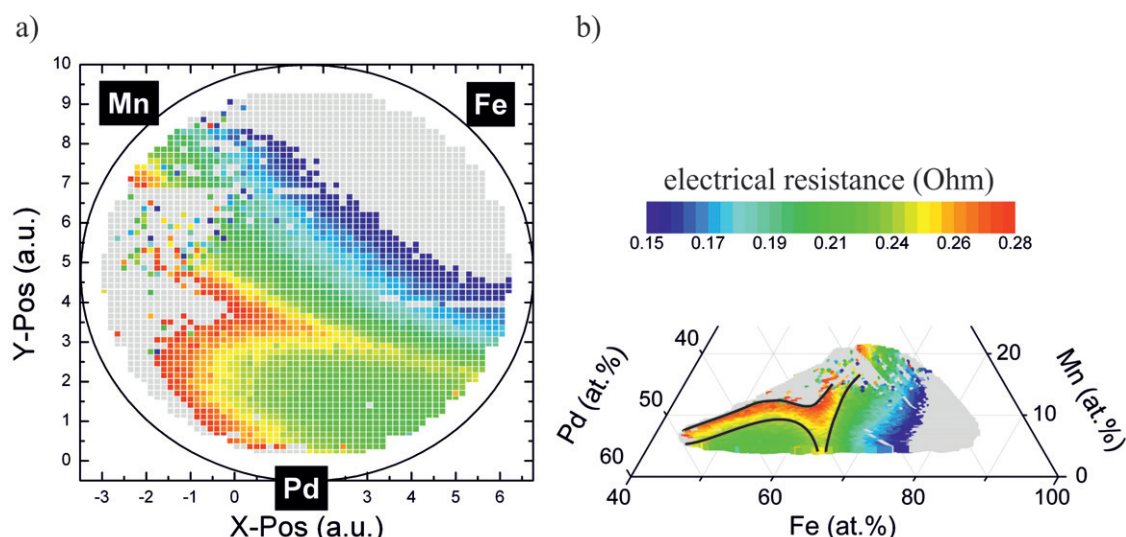 a)
b)
10
9
8
7
6
5
4
3
2
1
0
Y-Pos (a.u.)
Mn
Fe
Pd
-3 -2 -1 0 1 2 3 4 5 6
X-Pos (a.u.)
electrical resistance (Ohm)
0.15 0.17 0.19 0.21 0.24 0.26 0.28
40
50
60
Pd (at.%)
20
10
0
Mn (at.%)
40 60 80 100
Fe (at.%)